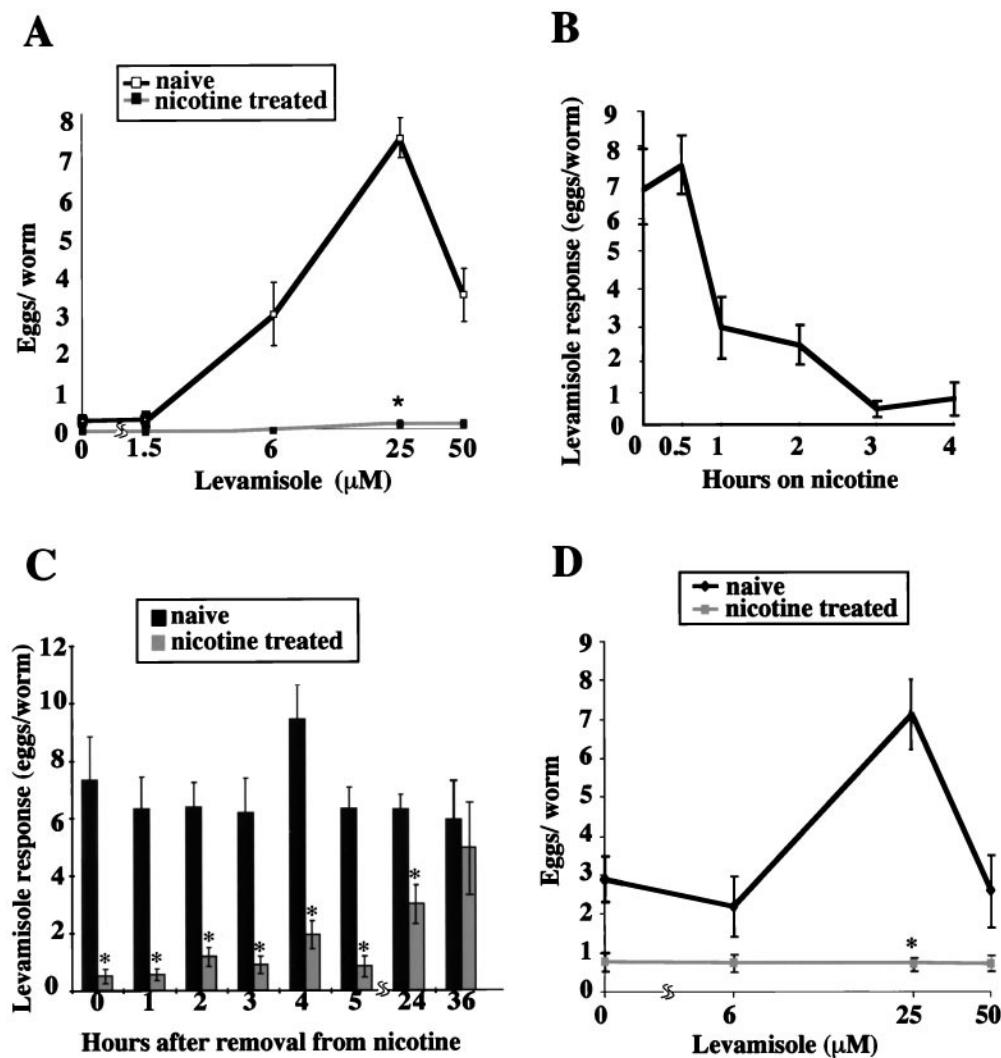 A
naive
nicotine treated
8
7
6
5
4
3
2
1
0
Eggs/ worm
*
0 1.5 6 25 50
Levamisole (µM)
B
9
8
7
6
5
4
3
2
1
0
Levamisole response (eggs/worm)
0 0.5 1 2 3 4
Hours on nicotine
C
naive
nicotine treated
12
10
8
6
4
2
0
Levamisole response (eggs/worm)
* * * * * * *
0 1 2 3 4 5 24 36
Hours after removal from nicotine
D
naive
nicotine treated
9
8
7
6
5
4
3
2
1
0
Eggs/ worm
*
0 6 25 50
Levamisole (µM)